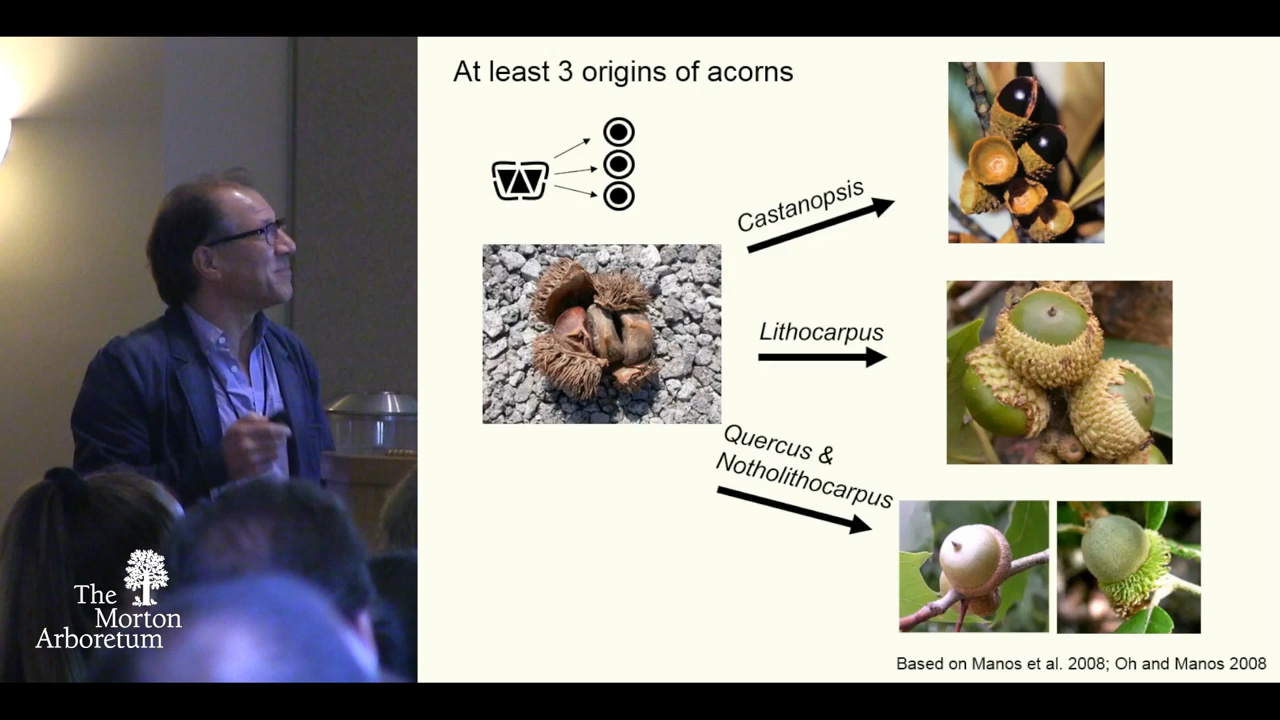 At least 3 origins of acorns
Castanopsis
Lithocarpus
Quercus &
Notholithocarpus
The
Morton
Arboretum
Based on Manos et al. 2008; Oh and Manos 2008